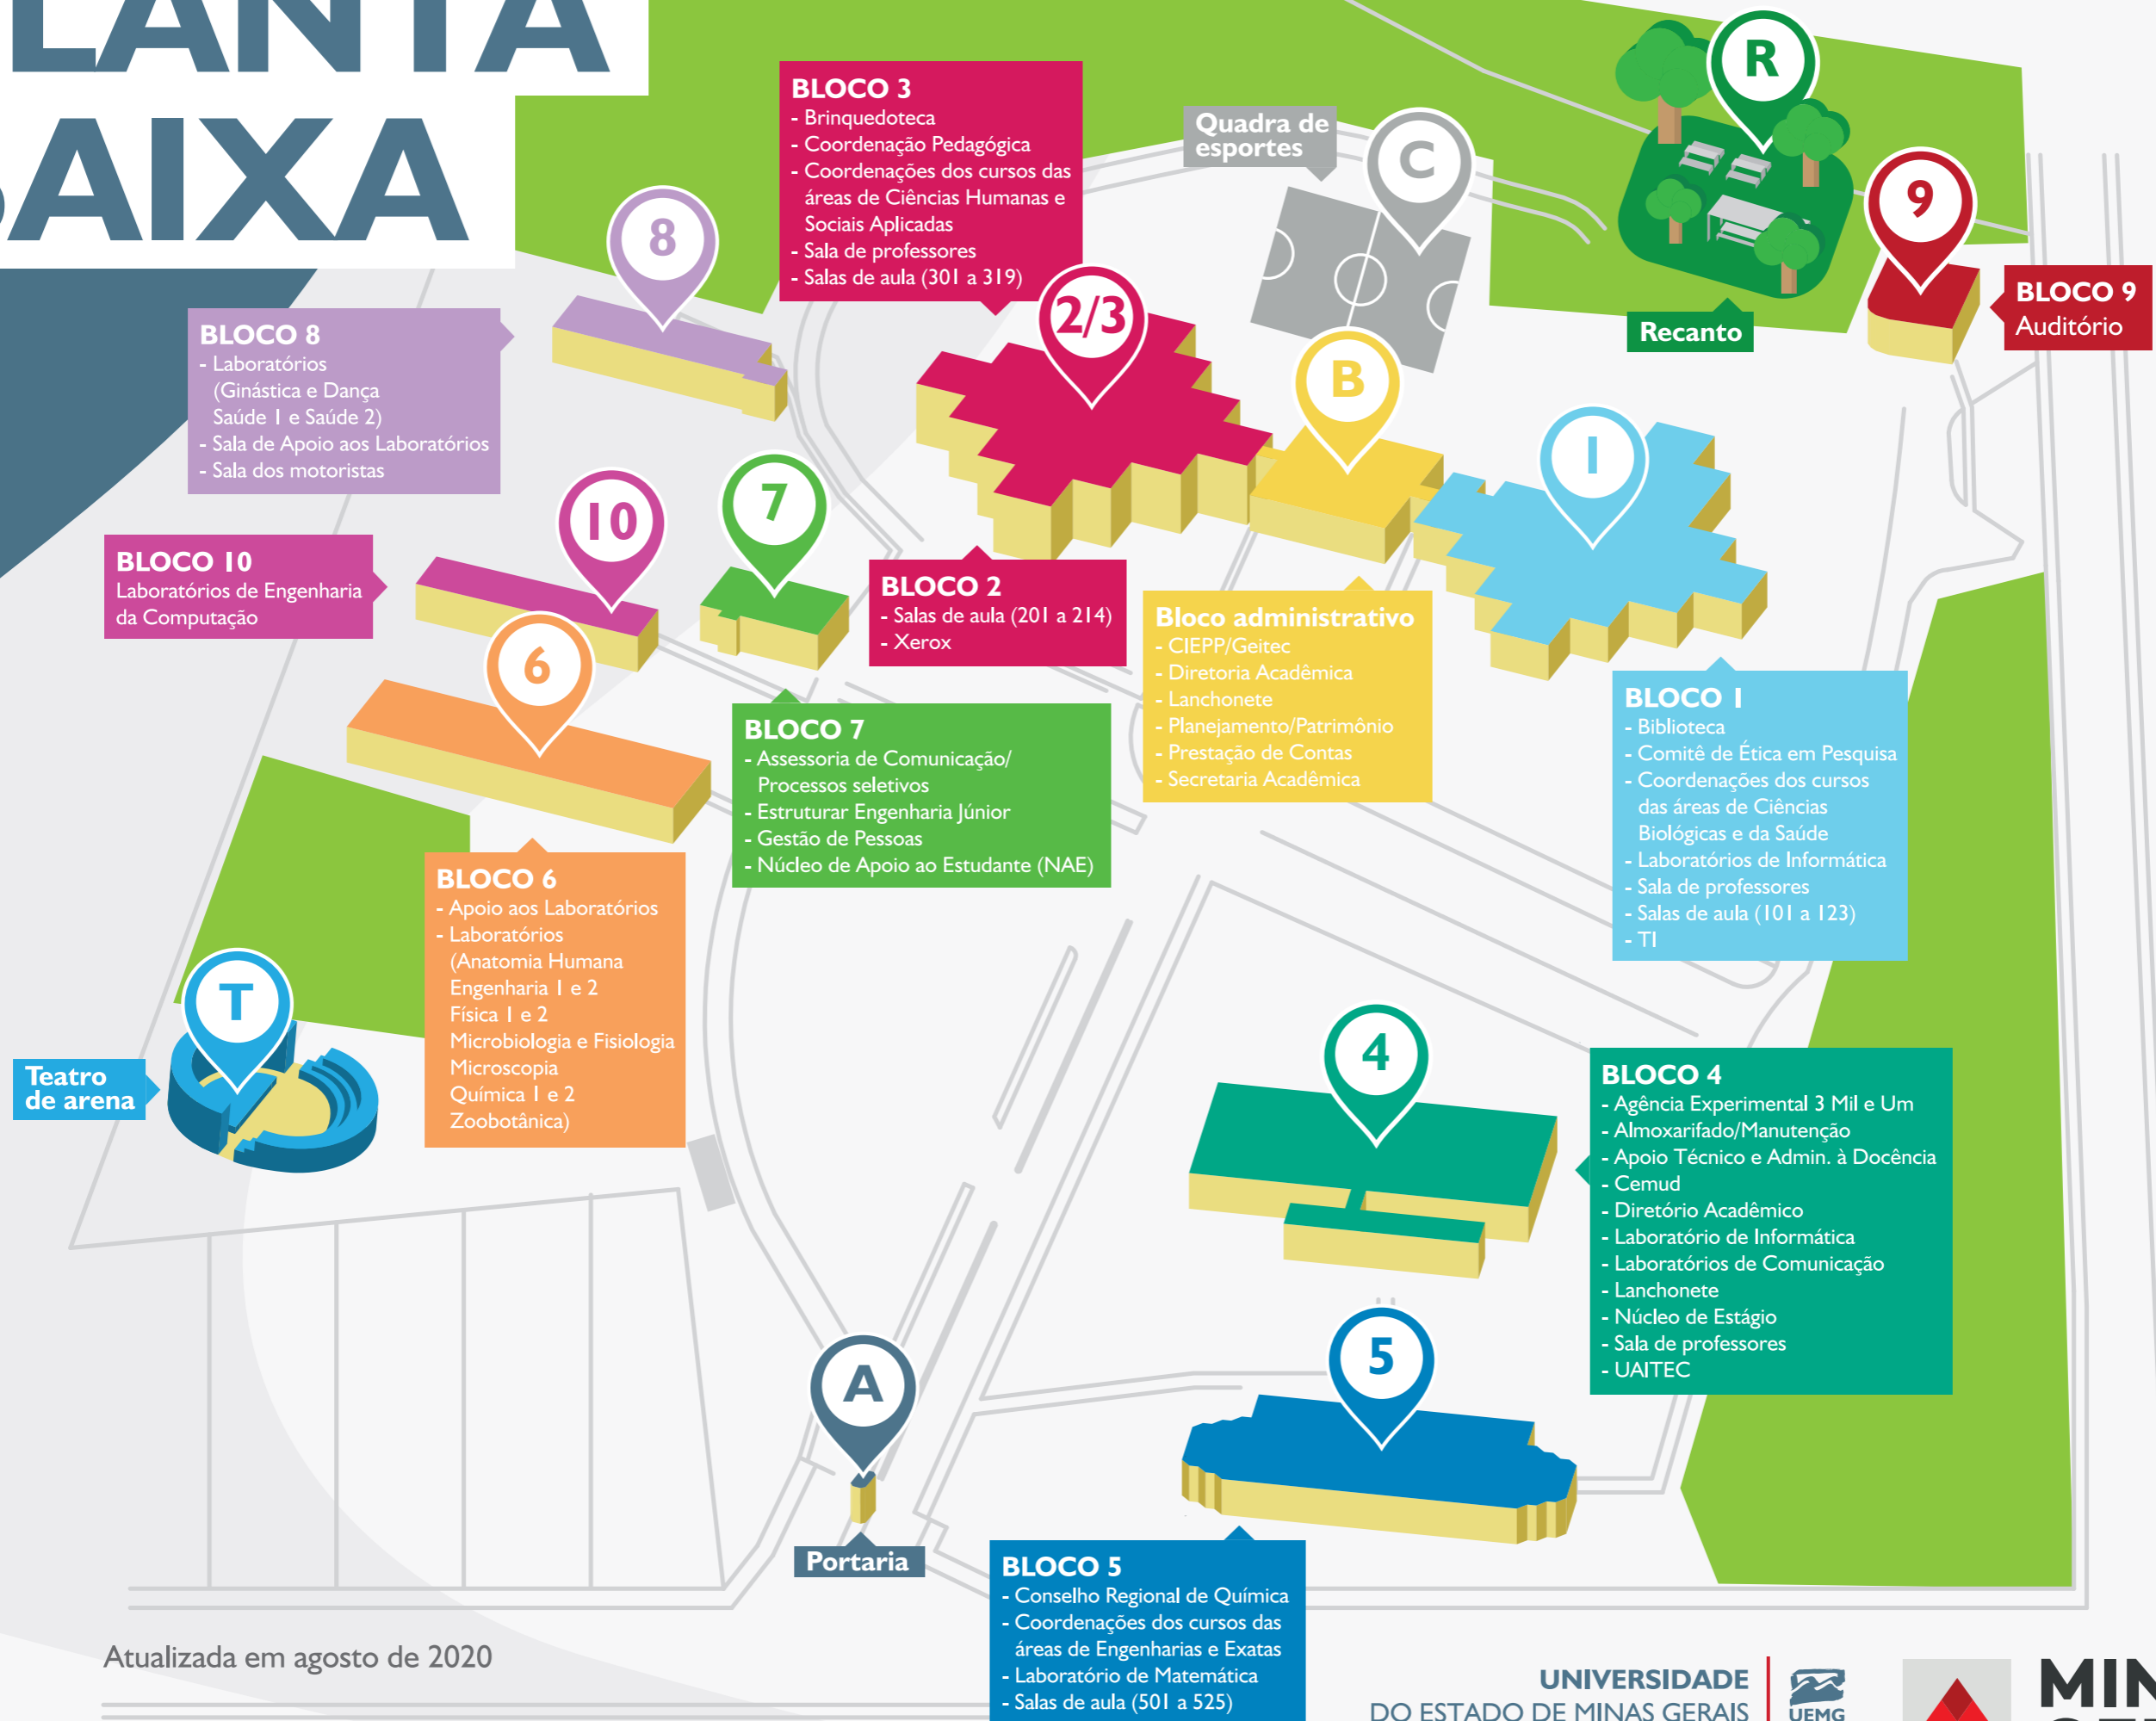 LANTA
BAIXA
BLOCO 3
- Brinquedoteca
- Coordenação Pedagógica
- Coordenações dos cursos das
áreas de Ciências Humanas e
Sociais Aplicadas
- Sala de professores
- Salas de aula (301 a 319)
Quadra de
esportes
C
R
Recanto
9
BLOCO 9
Auditório
8
BLOCO 8
- Laboratórios
(Ginástica e Dança
Saúde 1 e Saúde 2)
- Sala de Apoio aos Laboratórios
- Sala dos motoristas
2/3
B
1
10
7
BLOCO 10
Laboratórios de Engenharia
da Computação
BLOCO 2
- Salas de aula (201 a 214)
- Xerox
Bloco administrativo
- CIEPP/Geitec
- Diretoria Acadêmica
- Lanchonete
- Planejamento/Patrimônio
- Prestação de Contas
- Secretaria Acadêmica
BLOCO 1
- Biblioteca
- Comitê de Ética em Pesquisa
- Coordenações dos cursos
das áreas de Ciências
Biológicas e da Saúde
- Laboratórios de Informática
- Sala de professores
- Salas de aula (101 a 123)
- TI
6
BLOCO 7
- Assessoria de Comunicação/
Processos seletivos
- Estruturar Engenharia Júnior
- Gestão de Pessoas
- Núcleo de Apoio ao Estudante (NAE)
BLOCO 6
- Apoio aos Laboratórios
- Laboratórios
(Anatomia Humana
Engenharia 1 e 2
Física 1 e 2
Microbiologia e Fisiologia
Microscopia
Química 1 e 2
Zoobotânica)
T
Teatro
de arena
4
BLOCO 4
- Agência Experimental 3 Mil e Um
- Almoxarifado/Manutenção
- Apoio Técnico e Admin. à Docência
- Cemud
- Diretório Acadêmico
- Laboratório de Informática
- Laboratórios de Comunicação
- Lanchonete
- Núcleo de Estágio
- Sala de professores
- UAITEC
A
Portaria
5
BLOCO 5
- Conselho Regional de Química
- Coordenações dos cursos das
áreas de Engenharias e Exatas
- Laboratório de Matemática
- Salas de aula (501 a 525)
Atualizada em agosto de 2020
UNIVERSIDADE
DO ESTADO DE MINAS GERAIS
UEMG
MIN